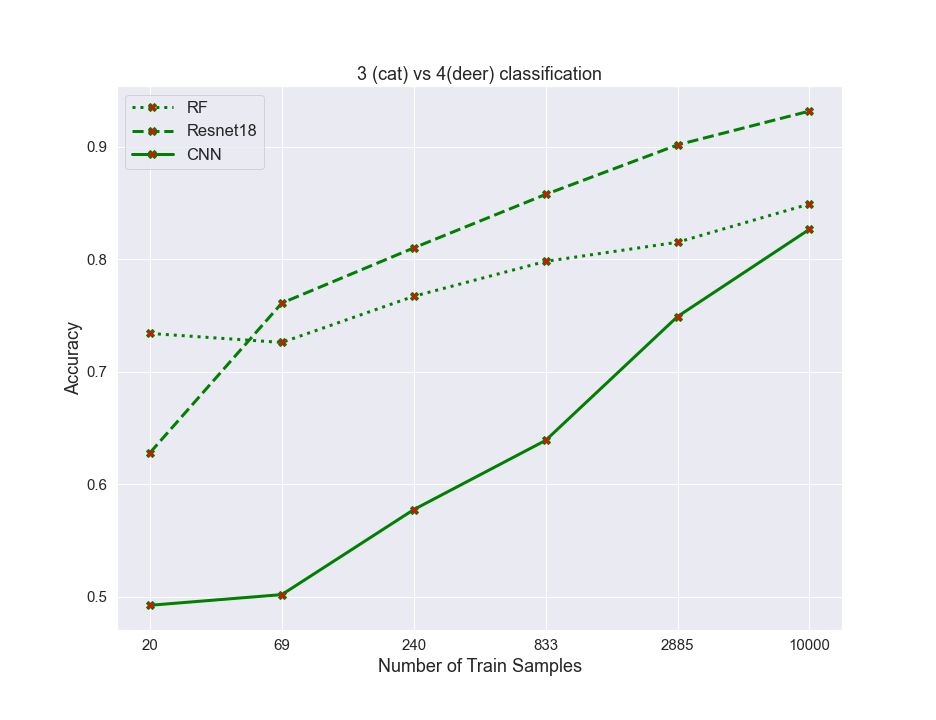 3 (cat) vs 4(deer) classification
RF
Resnet18
CNN
Accuracy
0.9
0.8
0.7
0.6
0.5
20 69 240 833 2885 10000
Number of Train Samples